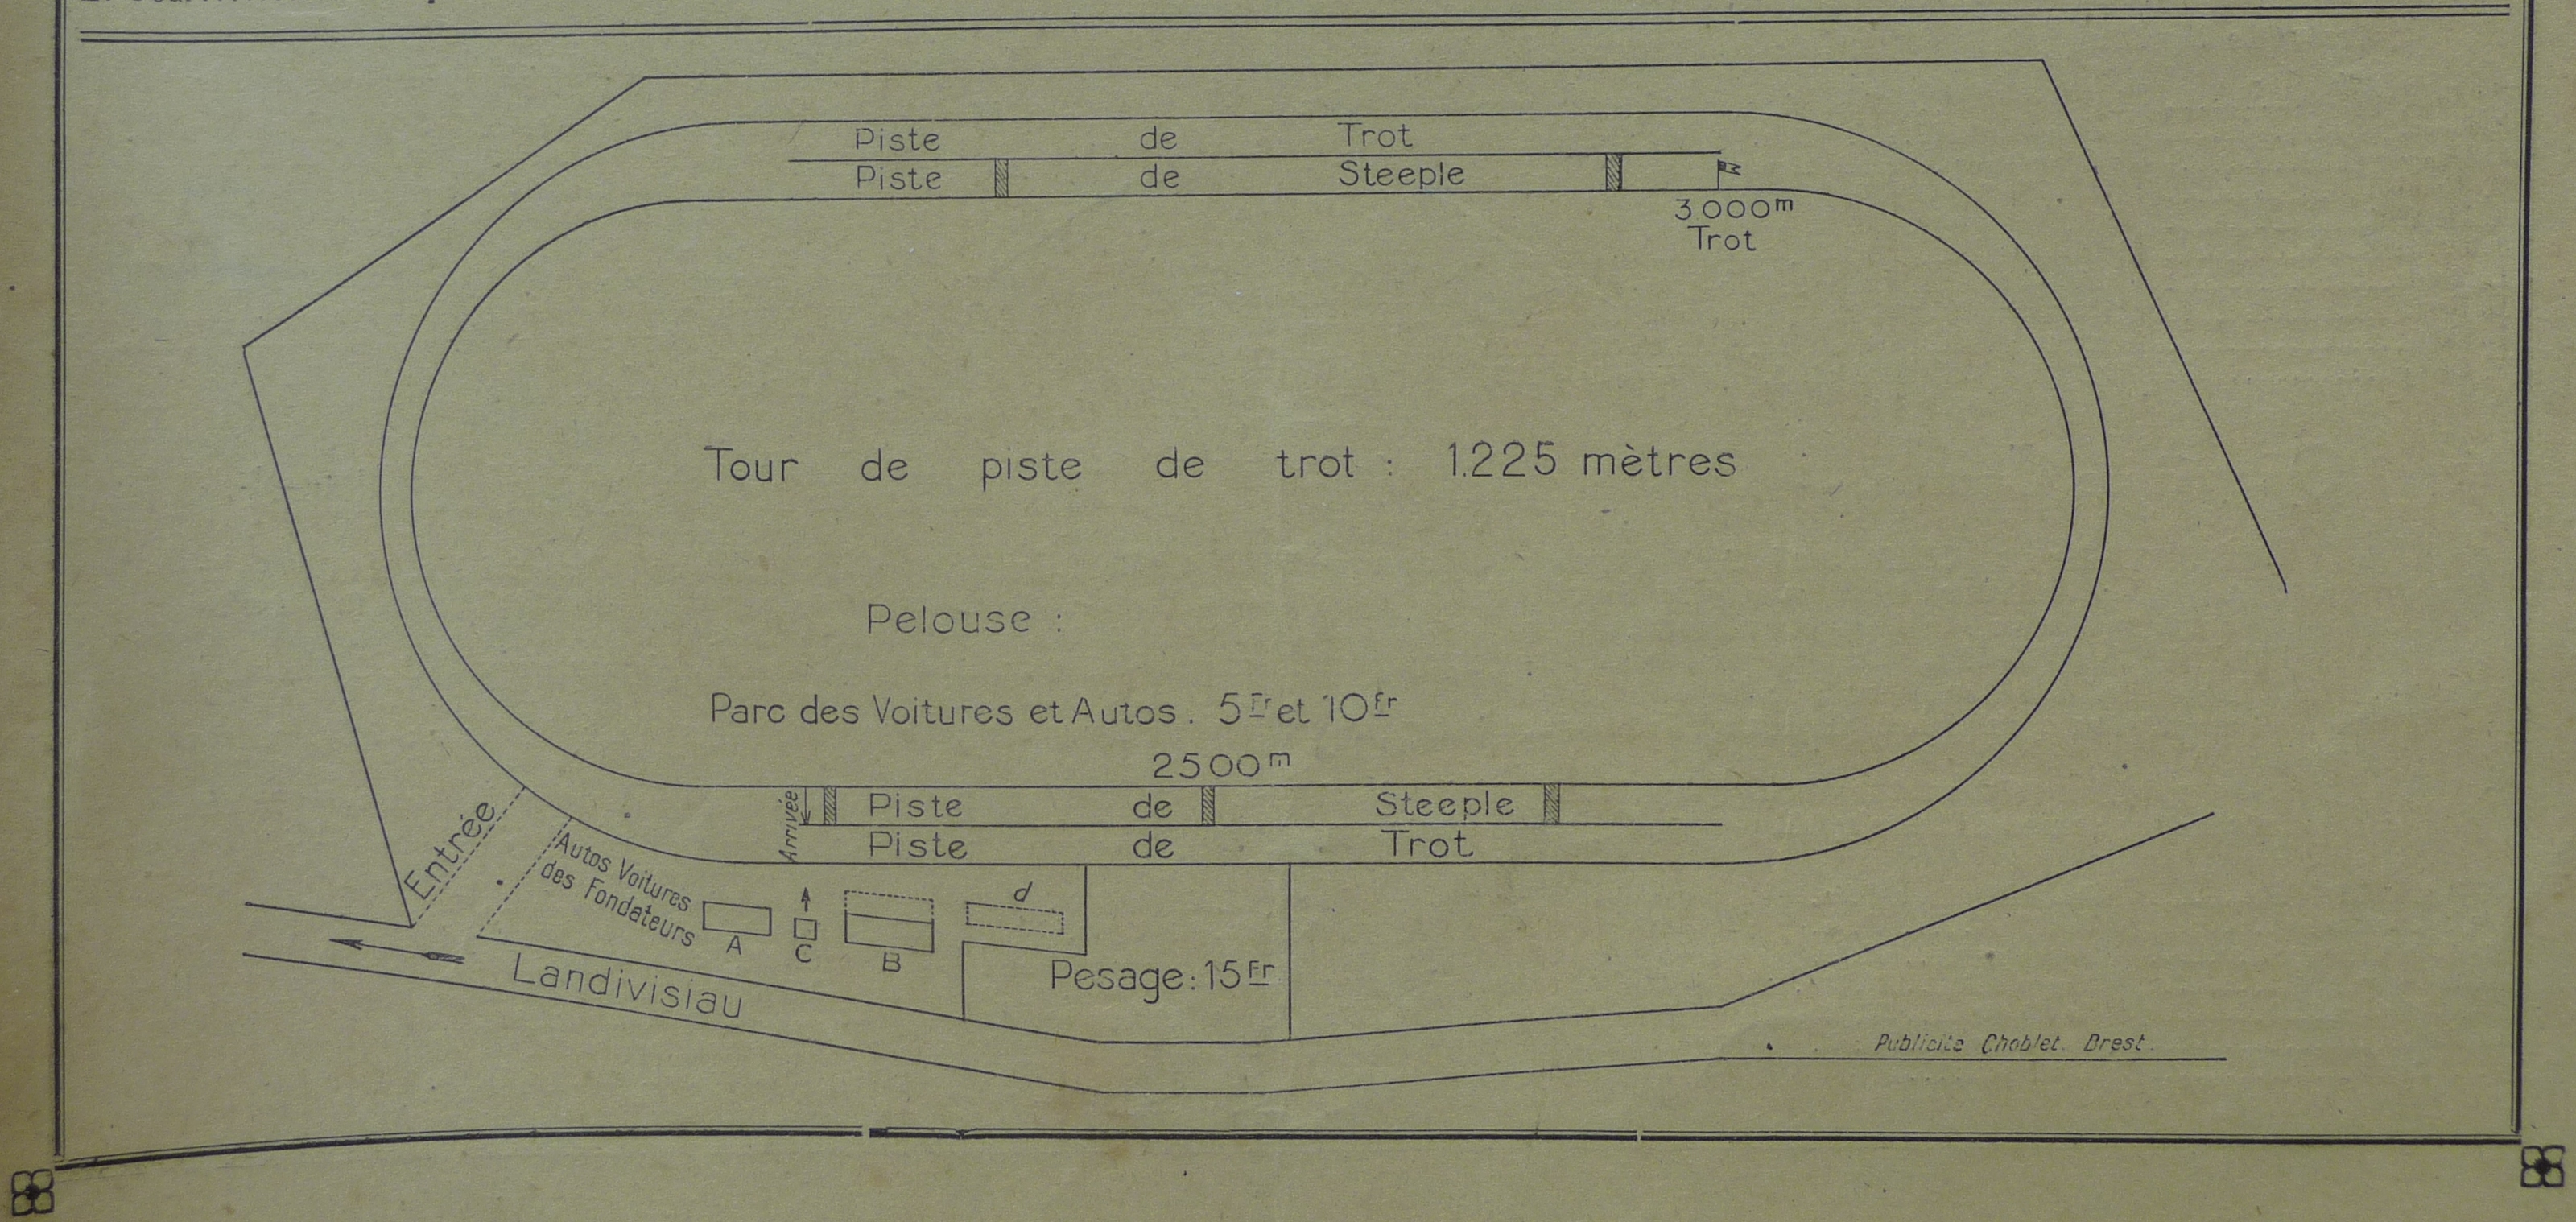 Piste de Trot
Piste de Steeple
3000m
Trot
Tour de piste de trot : 1.225 mètres
Pelouse :
Parc des Voitures et Autos. 5Fr et 10fr
2500m
Arrivée
Piste de Steeple
Piste de Trot
Entrée
Autos Voitures
des Fondateurs
A
C
B
d
Pesage: 15Fr
Landivisiau
Publicité Choblet. Brest.